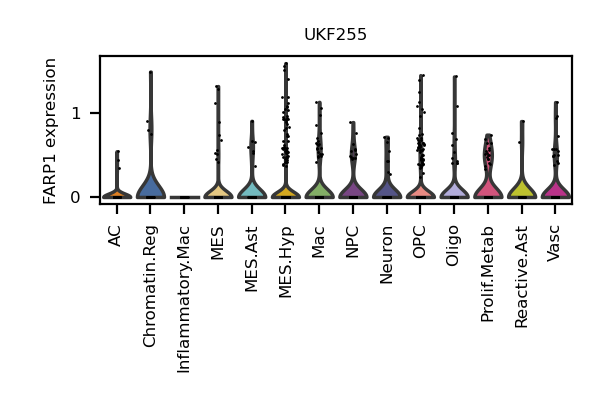 UKF255
FARP1 expression
1
0
AC
Chromatin.Reg
Inflammatory.Mac
MES
MES.Ast
MES.Hyp
Mac
NPC
Neuron
OPC
Oligo
Prolif.Metab
Reactive.Ast
Vasc